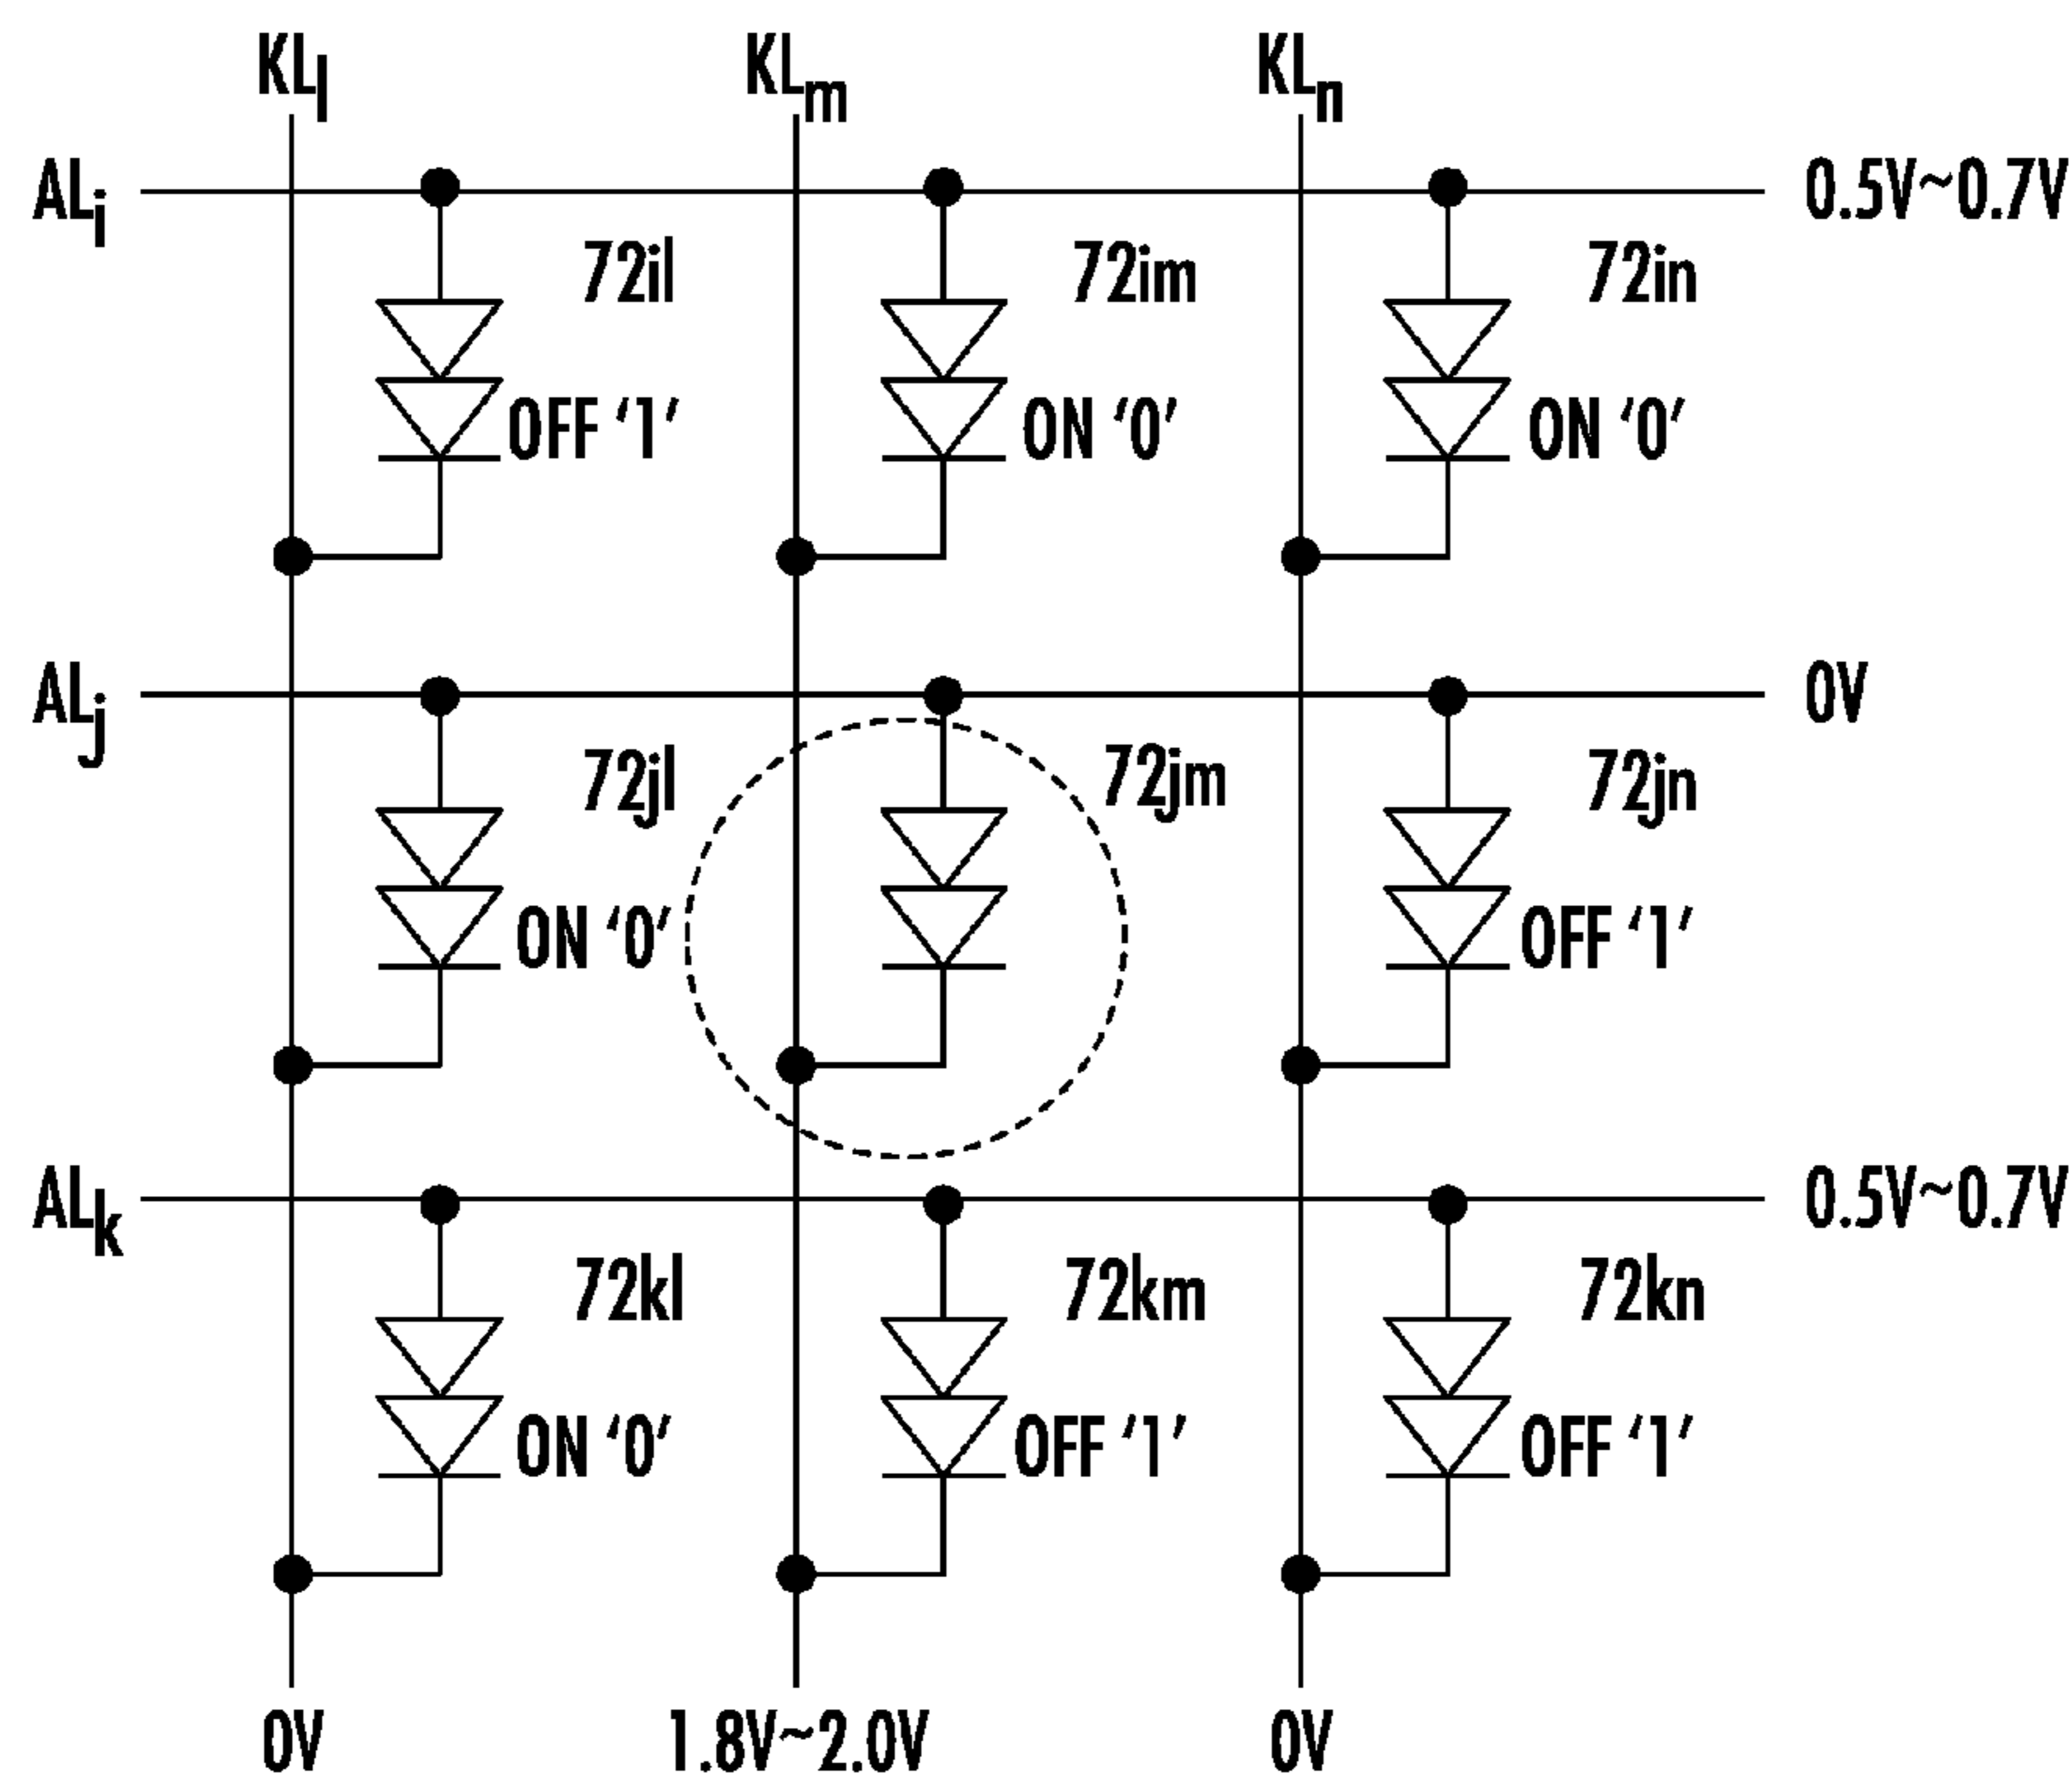 KLl KLm KLn
ALi 0.5V~0.7V
72il 72im 72in
OFF ‘1’ ON ‘0’ ON ‘0’
ALj 0V
72jl 72jm 72jn
ON ‘0’ OFF ‘1’
ALk 0.5V~0.7V
72kl 72km 72kn
ON ‘0’ OFF ‘1’ OFF ‘1’
0V 1.8V~2.0V 0V